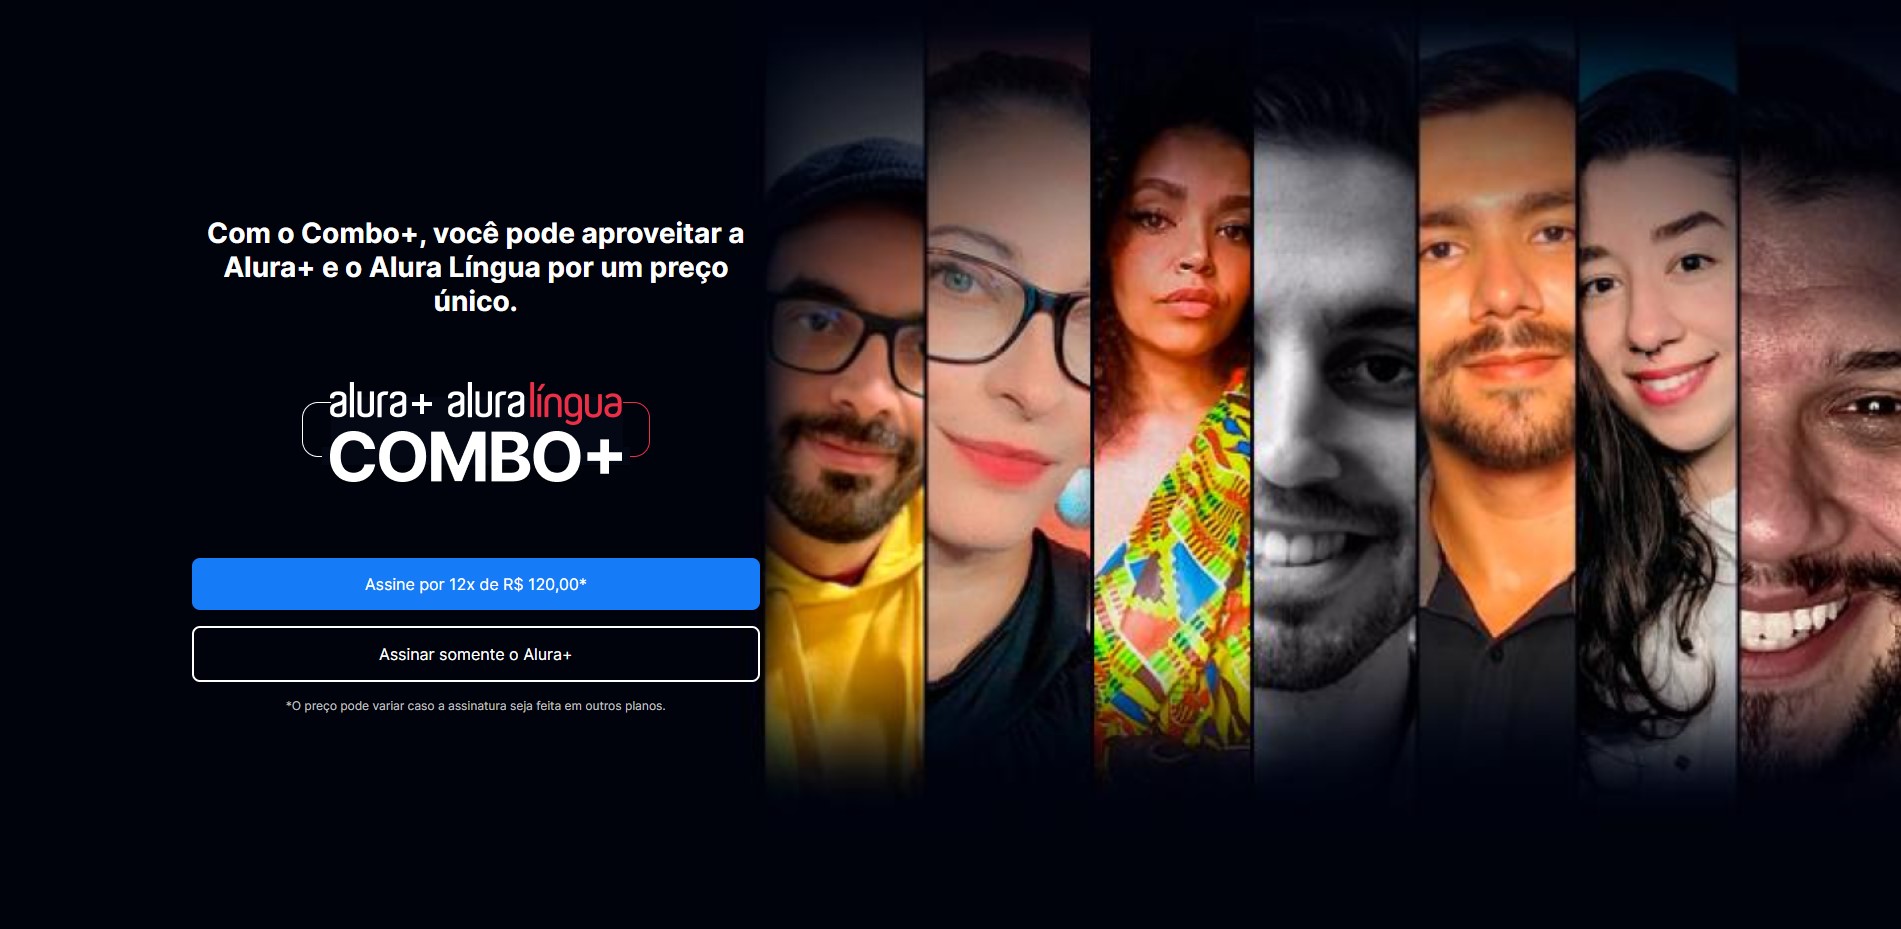 Com o Combo+, você pode aproveitar a
Alura+ e o Alura Língua por um preço
único.
alura+ aluralíngua
COMBO+
Assine por 12x de R$ 120,00*
Assinar somente o Alura+
*O preço pode variar caso a assinatura seja feita em outros planos.